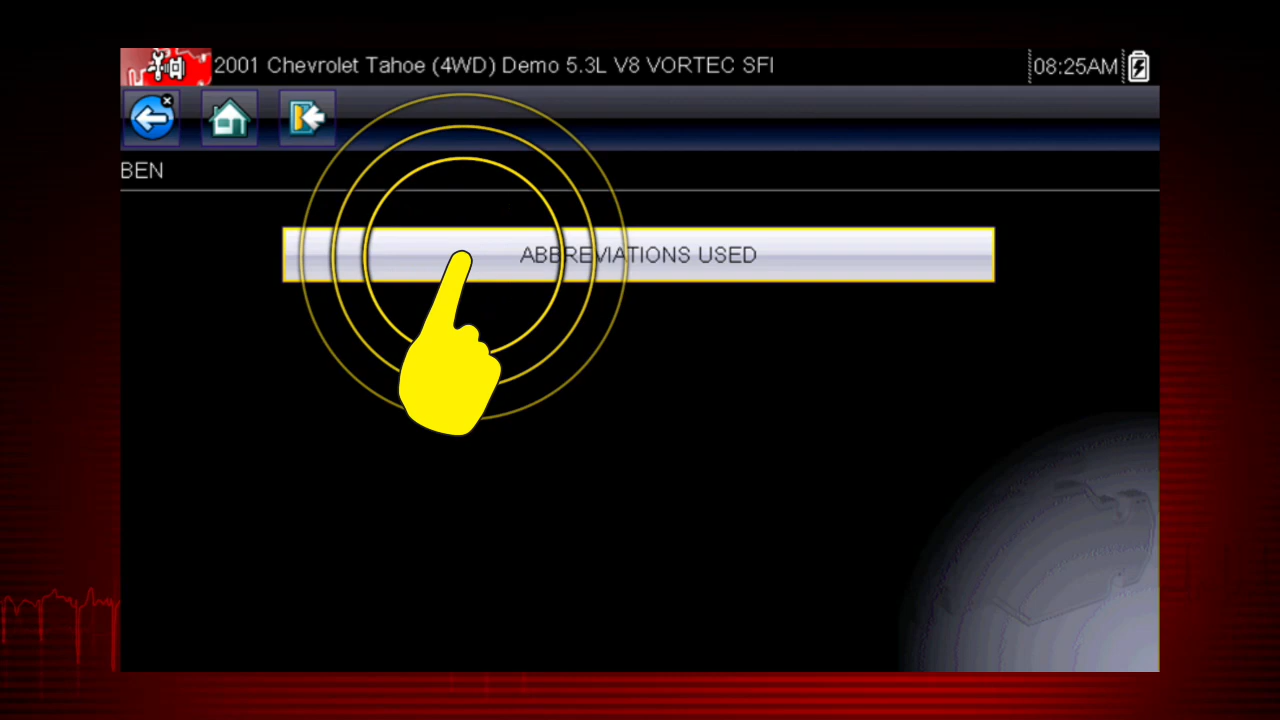 2001 Chevrolet Tahoe (4WD) Demo 5.3L V8 VORTEC SFI 08:25AM
BEN
ABBREVIATIONS USED